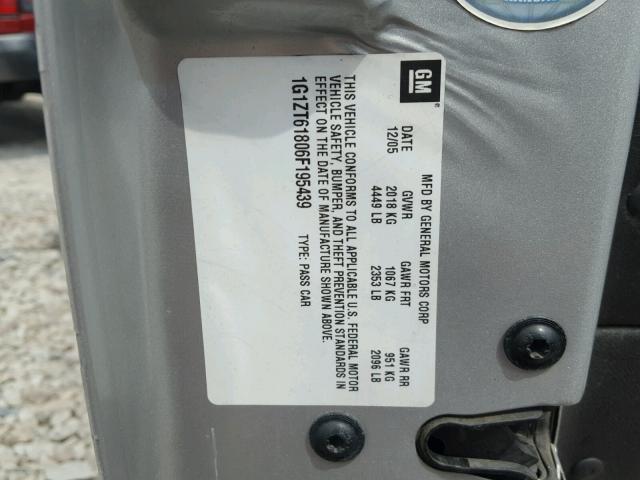 GM
MFD BY GENERAL MOTORS CORP
DATE GVWR GAWR FRT GAWR RR
12/05 2018 KG 1067 KG 951 KG
4449 LB 2353 LB 2096 LB
THIS VEHICLE CONFORMS TO ALL APPLICABLE U.S. FEDERAL MOTOR
VEHICLE SAFETY, BUMPER, AND THEFT PREVENTION STANDARDS IN
EFFECT ON THE DATE OF MANUFACTURE SHOWN ABOVE.
1G1ZT61806F195439 TYPE: PASS CAR